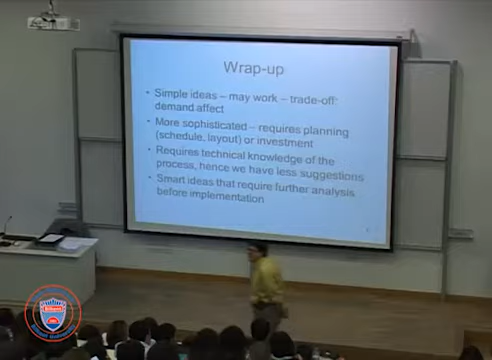 Wrap-up
• Simple ideas – may work – trade-off:
demand affect
• More sophisticated – requires planning
(schedule, layout) or investment
• Requires technical knowledge of the
process, hence we have less suggestions
• Smart ideas that require further analysis
before implementation